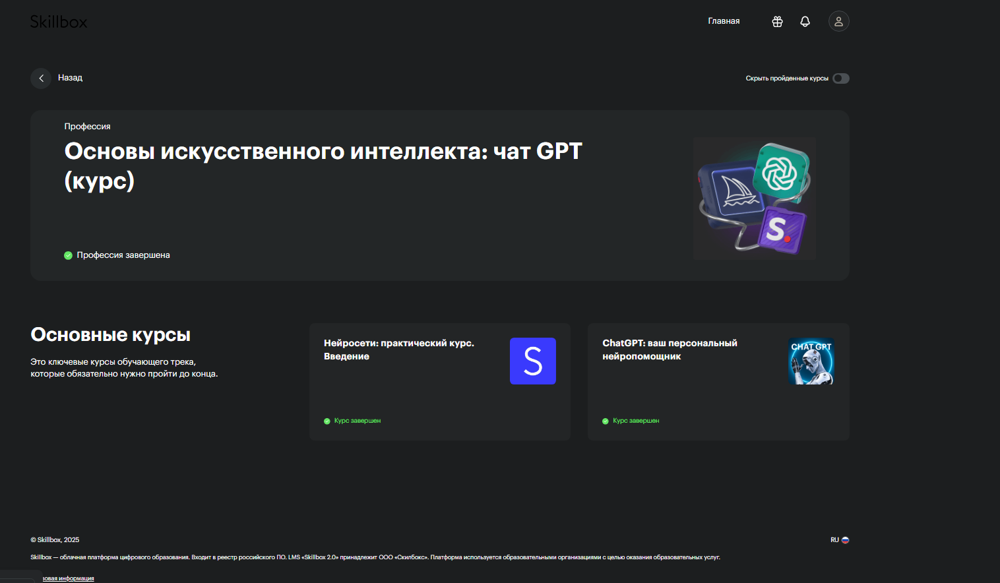 Skillbox
Главная
Назад
Скрыть пройденные курсы
Профессия
Основы искусственного интеллекта: чат GPT
(курс)
S.
Профессия завершена
Основные курсы
Это ключевые курсы обучающего трека,
которые обязательно нужно пройти до конца.
Нейросети: практический курс.
Введение
S
Курс завершен
ChatGPT: ваш персональный
нейропомощник
CHAT GPT
Курс завершен
© Skillbox, 2025
RU
Skillbox — облачная платформа цифрового образования. Входит в реестр российского ПО. LMS «Skillbox 2.0» принадлежит ООО «Скилбокс». Платформа используется образовательными организациями с целью оказания образовательных услуг.
информация